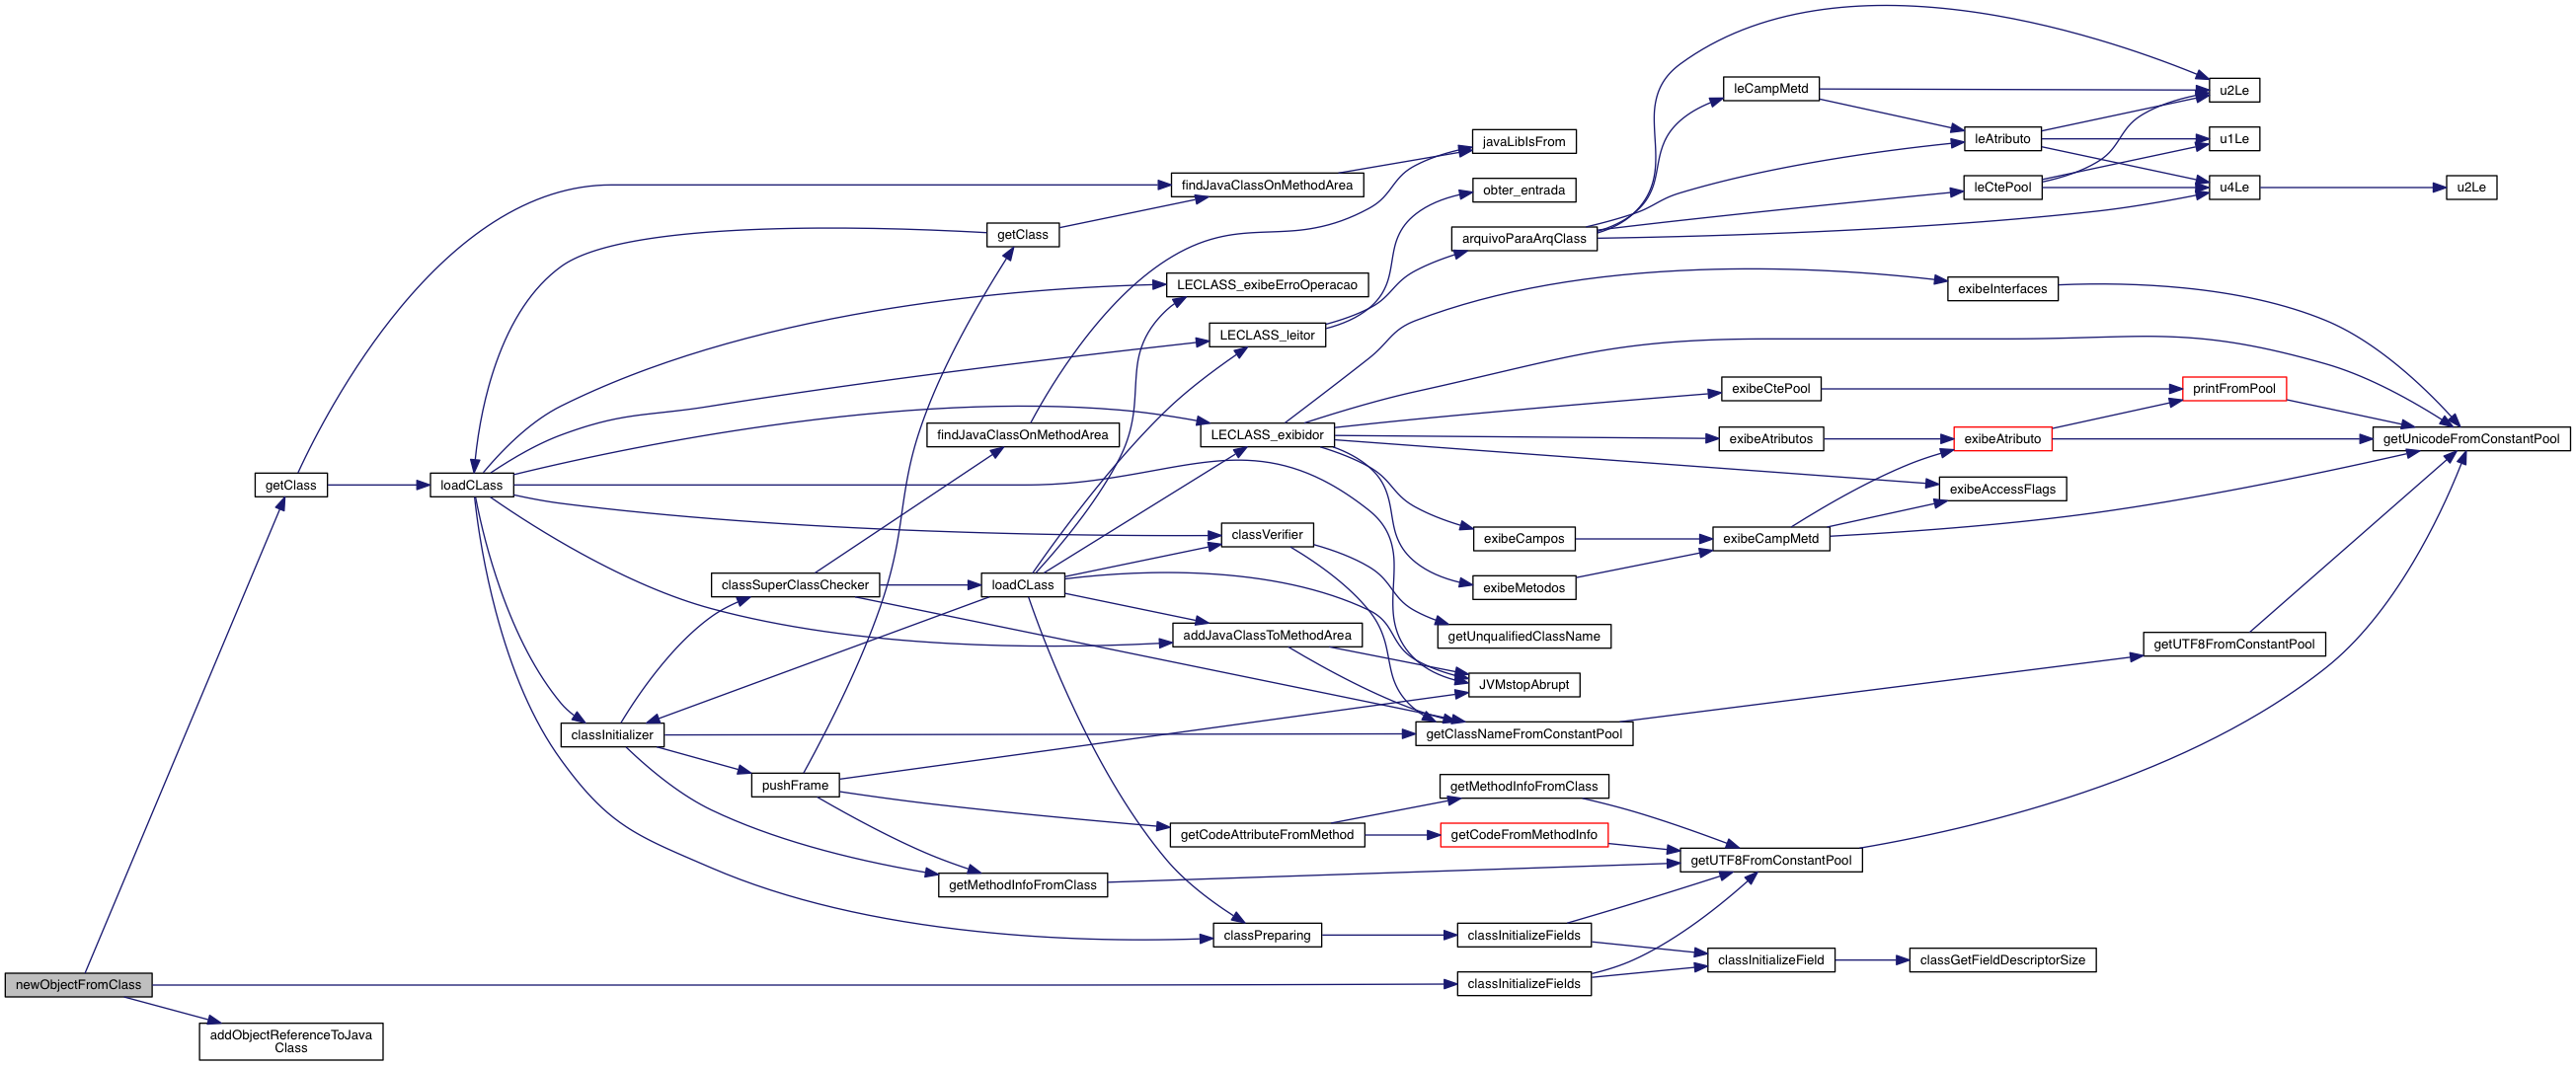 u2Le
leCampMetd
javaLibIsFrom
leAtributo
u1Le
findJavaClassOnMethodArea
obter_entrada
leCtePool
u4Le
u2Le
getClass
arquivoParaArqClass
LECLASS_exibeErroOperacao
exibeInterfaces
LECLASS_leitor
exibeCtePool
printFromPool
findJavaClassOnMethodArea
LECLASS_exibidor
exibeAtributos
exibeAtributo
getUnicodeFromConstantPool
getClass
loadCLass
exibeAccessFlags
classVerifier
exibeCampos
exibeCampMetd
classSuperClassChecker
loadCLass
exibeMetodos
addJavaClassToMethodArea
getUnqualifiedClassName
getUTF8FromConstantPool
JVMstopAbrupt
classInitializer
getClassNameFromConstantPool
pushFrame
getMethodInfoFromClass
getCodeAttributeFromMethod
getCodeFromMethodInfo
getUTF8FromConstantPool
getMethodInfoFromClass
classPreparing
classInitializeFields
classInitializeField
classGetFieldDescriptorSize
newObjectFromClass
classInitializeFields
addObjectReferenceToJava
Class